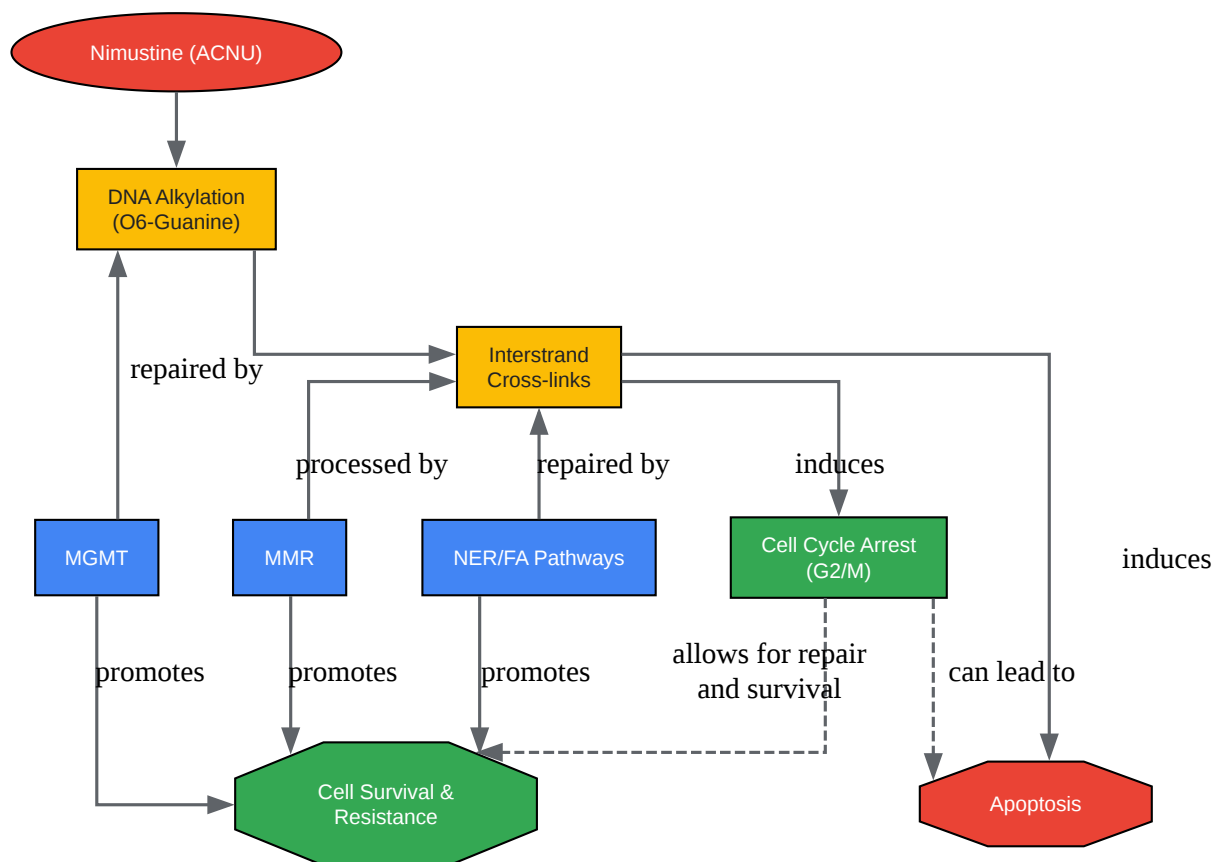 Nimustine (ACNU)
DNA Alkylation
(O6-Guanine)
Interstrand
Cross-links
repaired by
processed by
repaired by
induces
MGMT
MMR
NER/FA Pathways
Cell Cycle Arrest
(G2/M)
induces
promotes
promotes
promotes
allows for repair
and survival
can lead to
Cell Survival &
Resistance
Apoptosis